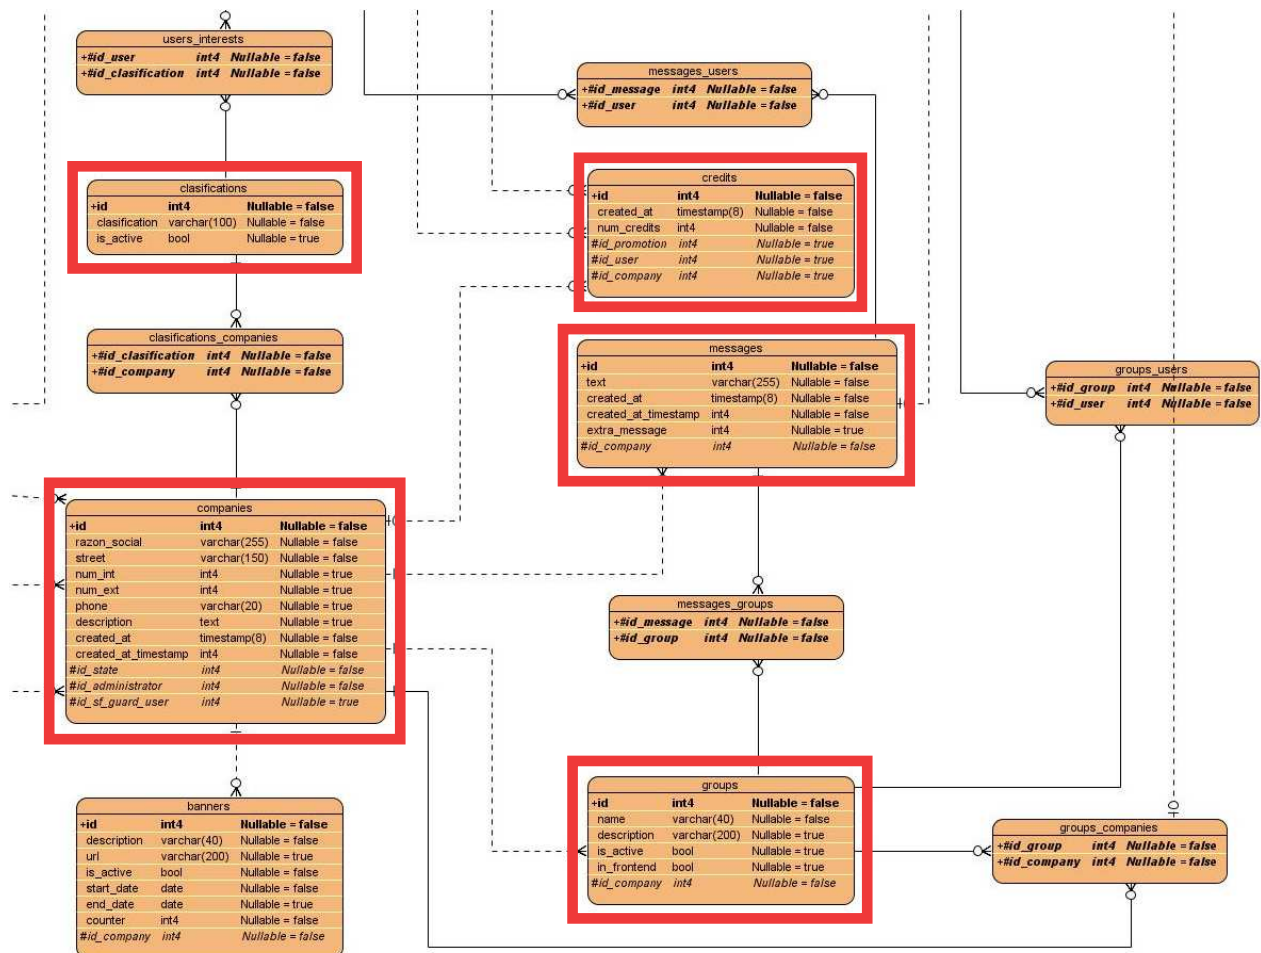 users_interests
+#id_user int4 Nullable = false
+#id_clasification int4 Nullable = false
messages_users
+#id_message int4 Nullable = false
+#id_user int4 Nullable = false
clasifications
+id int4 Nullable = false
clasification varchar(100) Nullable = false
is_active bool Nullable = true
credits
+id int4 Nullable = false
created_at timestamp(8) Nullable = false
num_credits int4 Nullable = false
#id_promotion int4 Nullable = true
#id_user int4 Nullable = true
#id_company int4 Nullable = true
clasifications_companies
+#id_clasification int4 Nullable = false
+#id_company int4 Nullable = false
messages
+id int4 Nullable = false
text varchar(255) Nullable = false
created_at timestamp(8) Nullable = false
created_at_timestamp int4 Nullable = false
extra_message int4 Nullable = true
#id_company int4 Nullable = false
groups_users
+#id_group int4 Nullable = false
+#id_user int4 Nullable = false
companies
+id int4 Nullable = false
razon_social varchar(255) Nullable = false
street varchar(150) Nullable = false
num_int int4 Nullable = true
num_ext int4 Nullable = true
phone varchar(20) Nullable = true
description text Nullable = true
created_at timestamp(8) Nullable = false
created_at_timestamp int4 Nullable = false
#id_state int4 Nullable = false
#id_administrator int4 Nullable = false
#id_sf_guard_user int4 Nullable = true
messages_groups
+#id_message int4 Nullable = false
+#id_group int4 Nullable = false
groups
+id int4 Nullable = false
name varchar(40) Nullable = false
description varchar(200) Nullable = true
is_active bool Nullable = true
in_frontend bool Nullable = true
#id_company int4 Nullable = false
banners
+id int4 Nullable = false
description varchar(40) Nullable = false
url varchar(200) Nullable = true
is_active bool Nullable = false
start_date date Nullable = false
end_date date Nullable = true
counter int4 Nullable = false
#id_company int4 Nullable = false
groups_companies
+#id_group int4 Nullable = false
+#id_company int4 Nullable = false